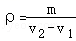 ρ = m / (v₂ − v₁)